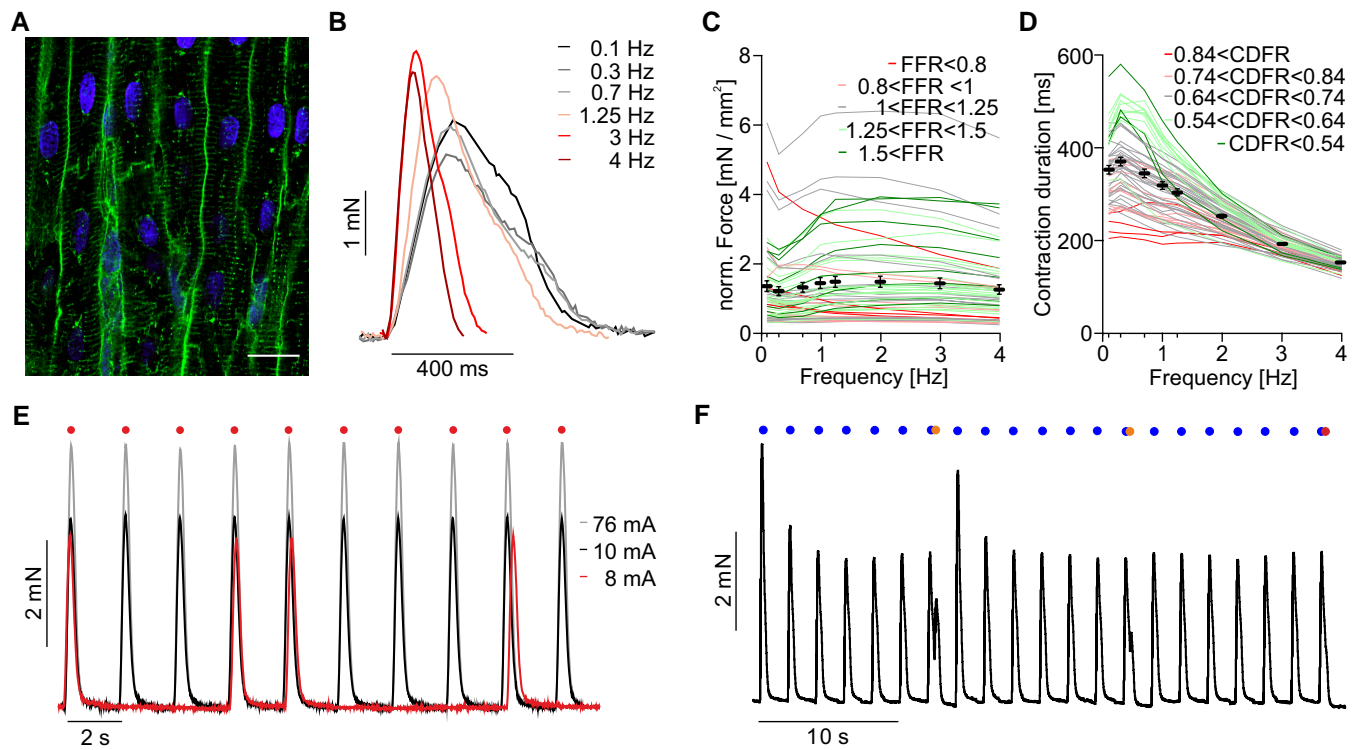 A
B
0.1 Hz
0.3 Hz
0.7 Hz
1.25 Hz
3 Hz
4 Hz
1 mN
400 ms
C
norm. Force [mN / mm²]
8
6
4
2
0
FFR<0.8
0.8<FFR <1
1<FFR<1.25
1.25<FFR<1.5
1.5<FFR
0 1 2 3 4
Frequency [Hz]
D
Contraction duration [ms]
600
400
200
0
0.84<CDFR
0.74<CDFR<0.84
0.64<CDFR<0.74
0.54<CDFR<0.64
CDFR<0.54
0 1 2 3 4
Frequency [Hz]
E
2 mN
76 mA
10 mA
8 mA
2 s
F
2 mN
10 s